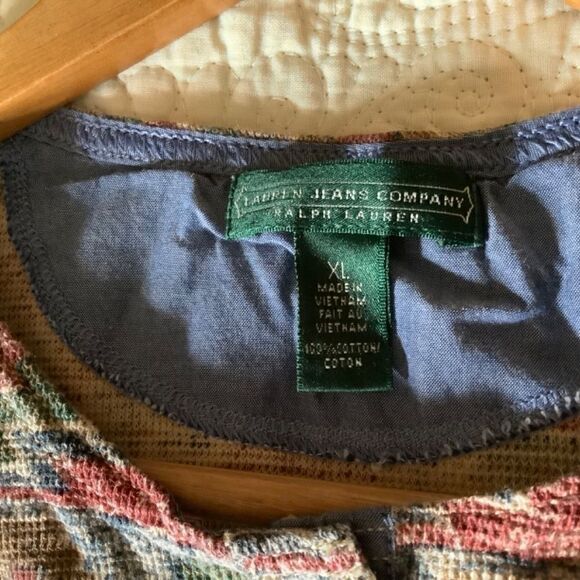 LAUREN JEANS COMPANY
RALPH LAUREN
XL
MADE IN
VIETNAM
FAIT AU
VIETNAM
100% COTTON/
COTON